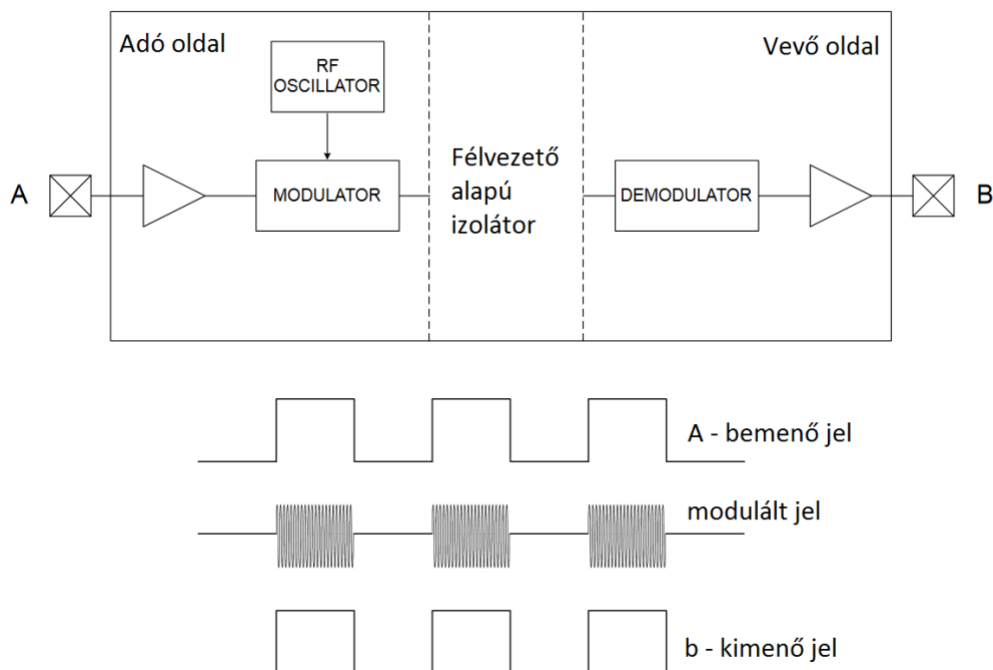 Adó oldal
Vevő oldal
RF
OSCILLATOR
A
MODULATOR
Félvezető
alapú
izolátor
DEMODULATOR
B
A - bemenő jel
modulált jel
b - kimenő jel